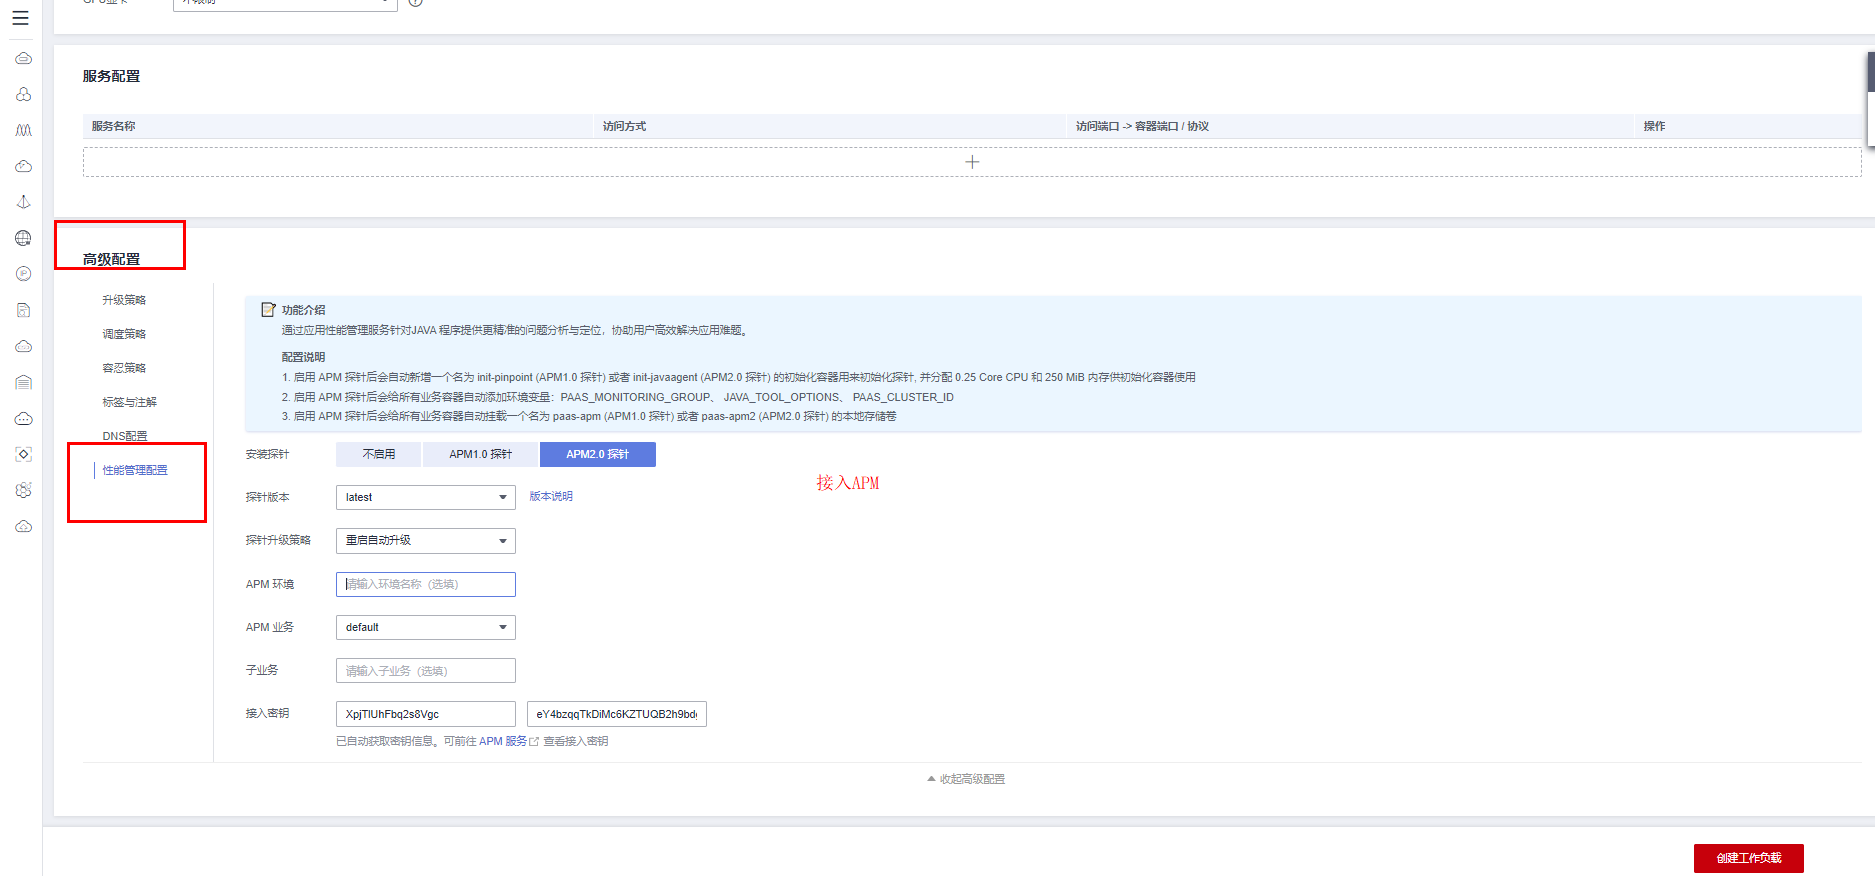 服务配置
服务名称 访问方式 访问端口 -> 容器端口 / 协议 操作
高级配置
升级策略
调度策略
容忍策略
标签与注解
DNS配置
性能管理配置
功能介绍
通过应用性能管理服务针对JAVA 程序提供更精准的问题分析与定位，协助用户高效解决应用难题。
配置说明
1. 启用 APM 探针后会自动新增一个名为 init-pinpoint (APM1.0 探针) 或者 init-javaagent (APM2.0 探针) 的初始化容器用来初始化探针, 并分配 0.25 Core CPU 和 250 MiB 内存供初始化容器使用
2. 启用 APM 探针后会给所有业务容器自动添加环境变量：PAAS_MONITORING_GROUP、 JAVA_TOOL_OPTIONS、 PAAS_CLUSTER_ID
3. 启用 APM 探针后会给所有业务容器自动挂载一个名为 paas-apm (APM1.0 探针) 或者 paas-apm2 (APM2.0 探针) 的本地存储卷
安装探针 不启用 APM1.0 探针 APM2.0 探针
接入APM
探针版本 latest 版本说明
探针升级策略 重启自动升级
APM 环境 请输入环境名称（选填）
APM 业务 default
子业务 请输入子业务（选填）
接入密钥 XpjTlUhFbq2s8Vgc eY4bzqqTkDiMc6KZTUQB2h9bd
已自动获取密钥信息。可前往 APM 服务 查看接入密钥
收起高级配置
创建工作负载